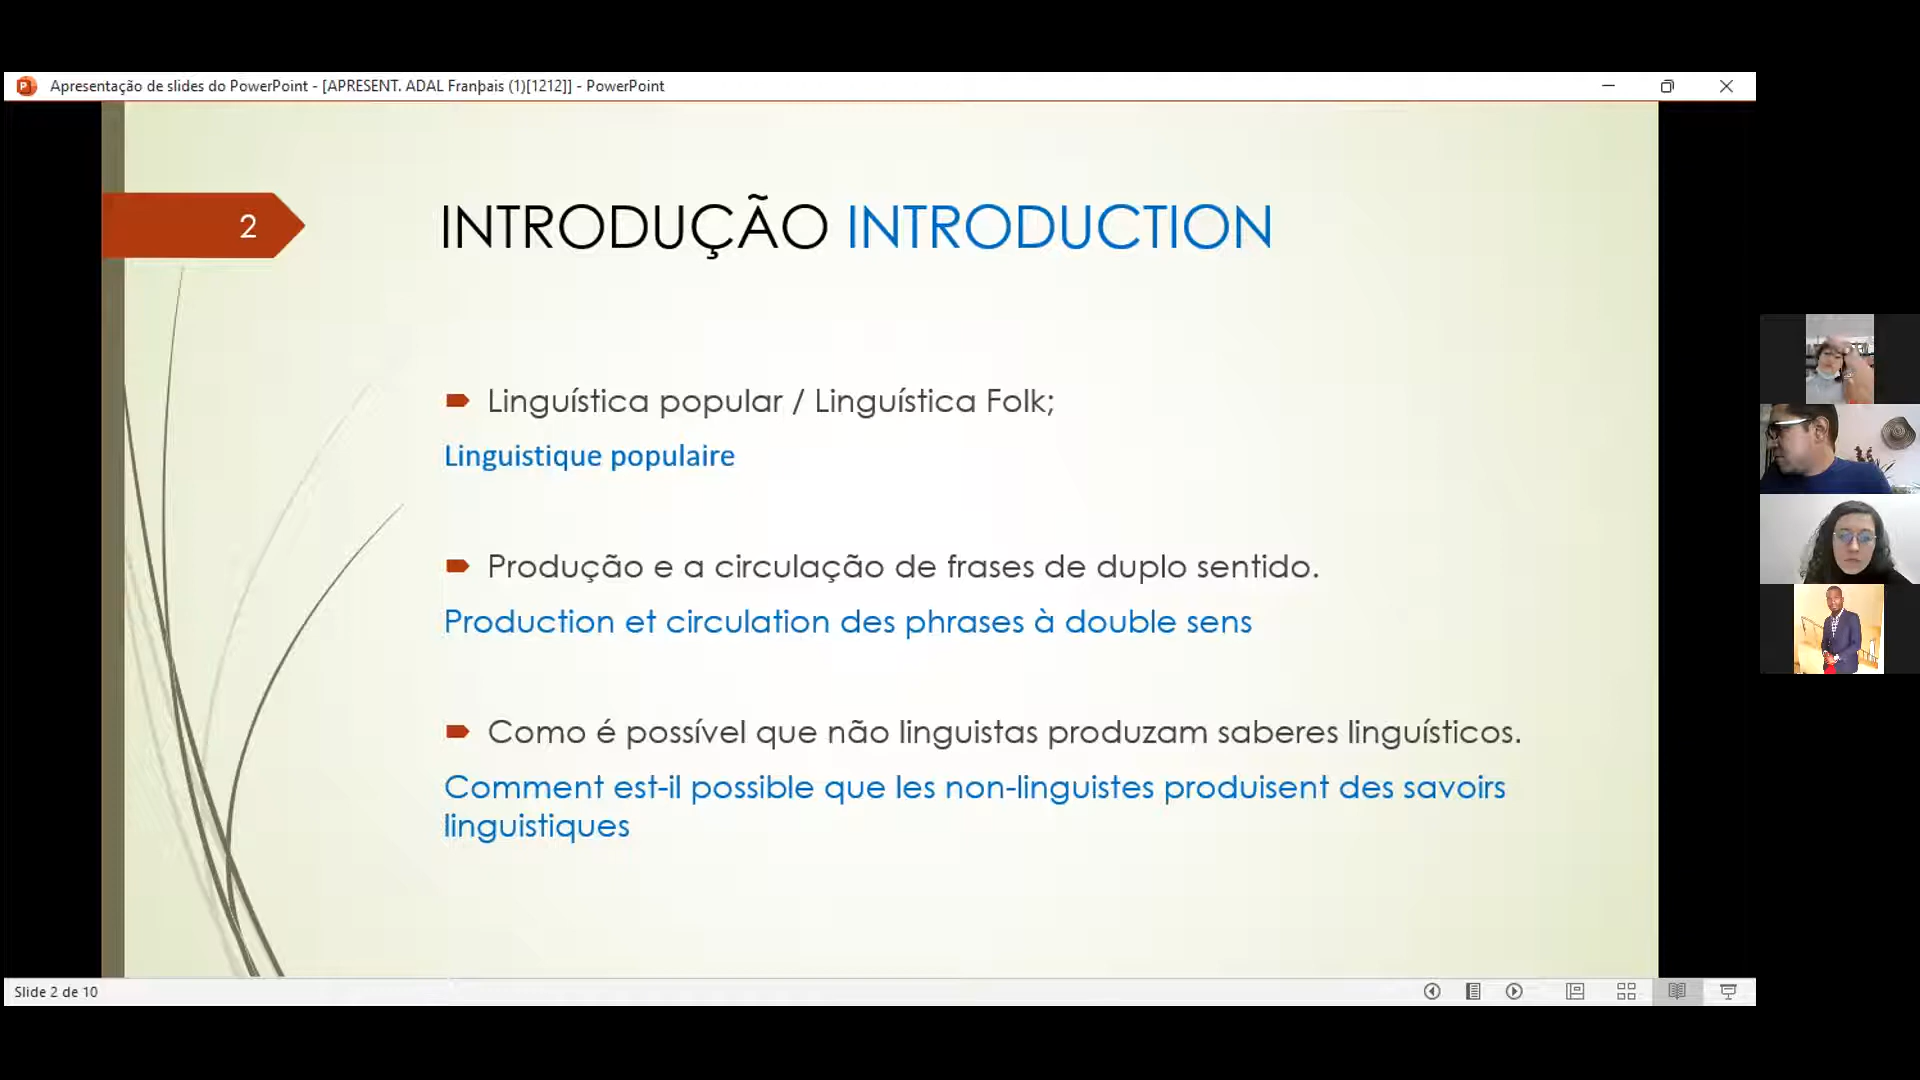 Apresentação de slides do PowerPoint - [APRESENT. ADAL Franþais (1)[1212]] - PowerPoint
2
INTRODUÇÃO INTRODUCTION
Linguística popular / Linguística Folk;
Linguistique populaire
Produção e a circulação de frases de duplo sentido.
Production et circulation des phrases à double sens
Como é possível que não linguistas produzam saberes linguísticos.
Comment est-il possible que les non-linguistes produisent des savoirs
linguistiques
Slide 2 de 10